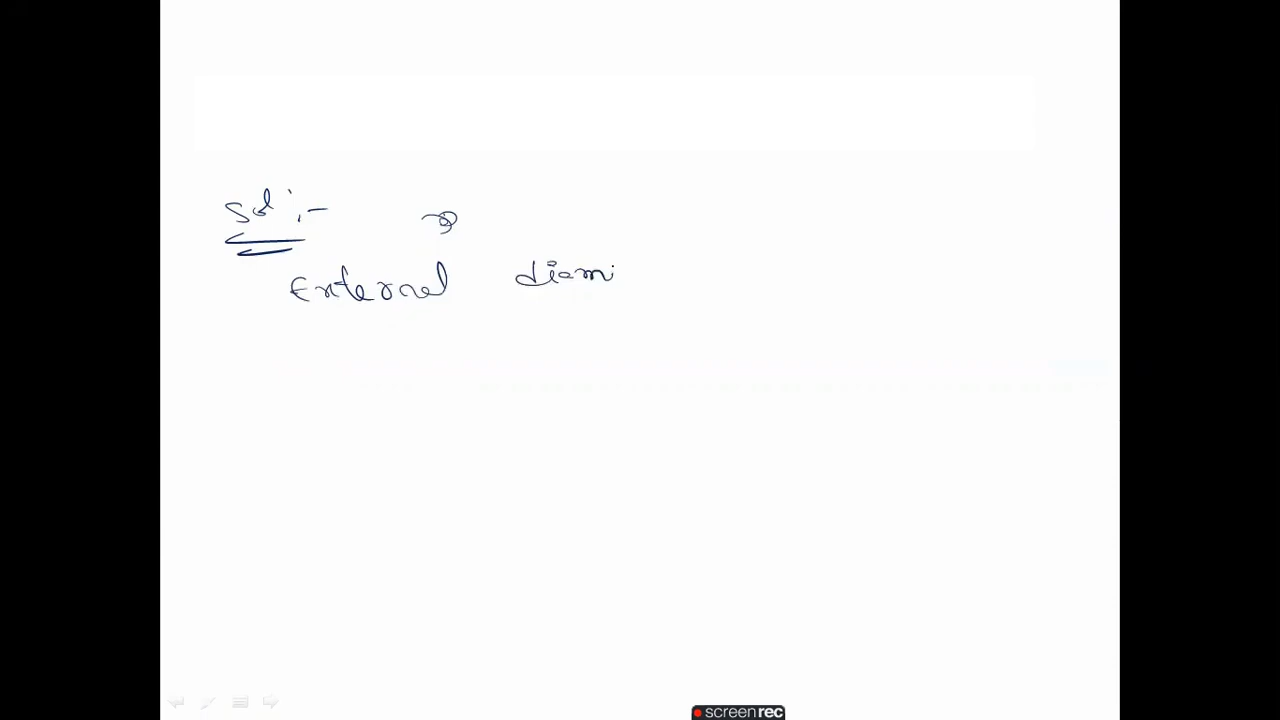 Sol :-
External diam
screenrec